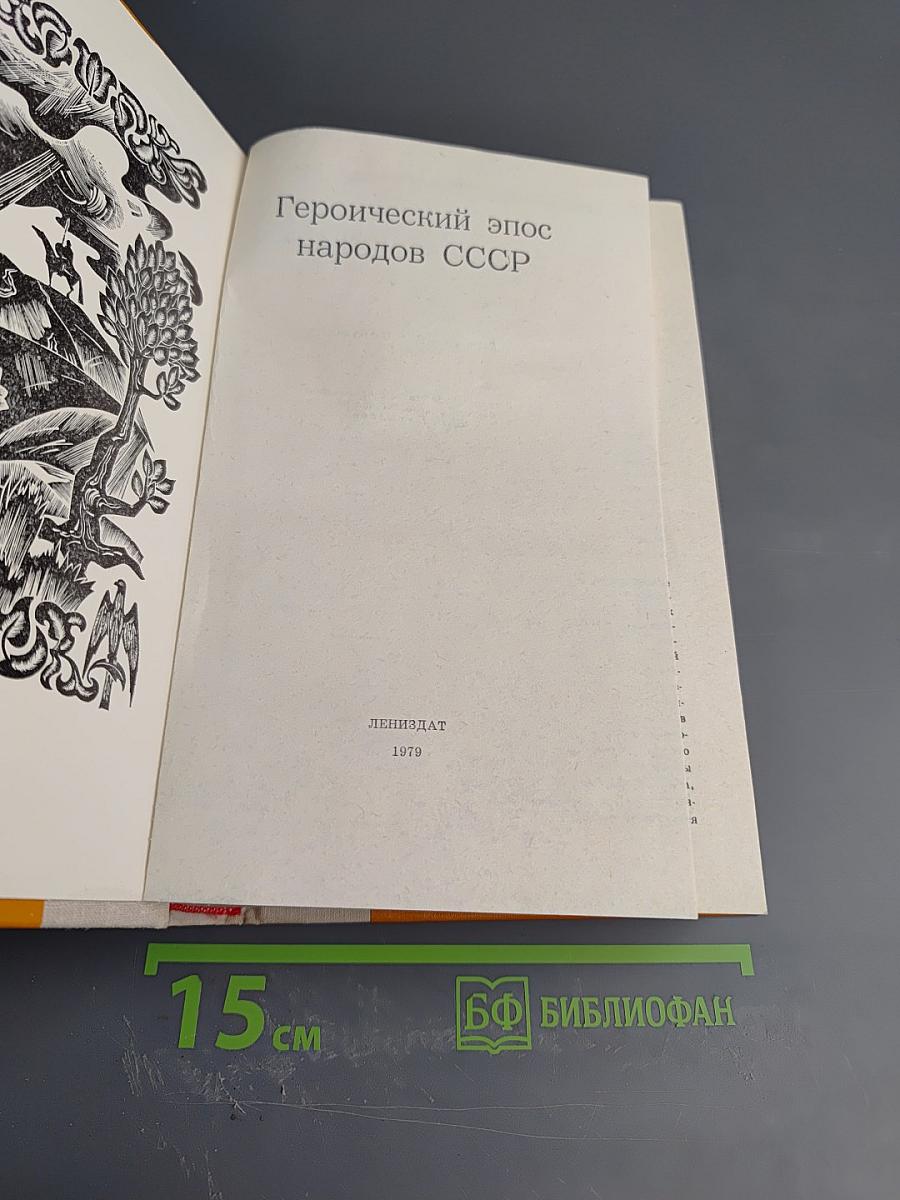 Героический эпос
народов СССР
ЛЕНИЗДАТ
1979
15 см
БФ БИБЛИОФАН